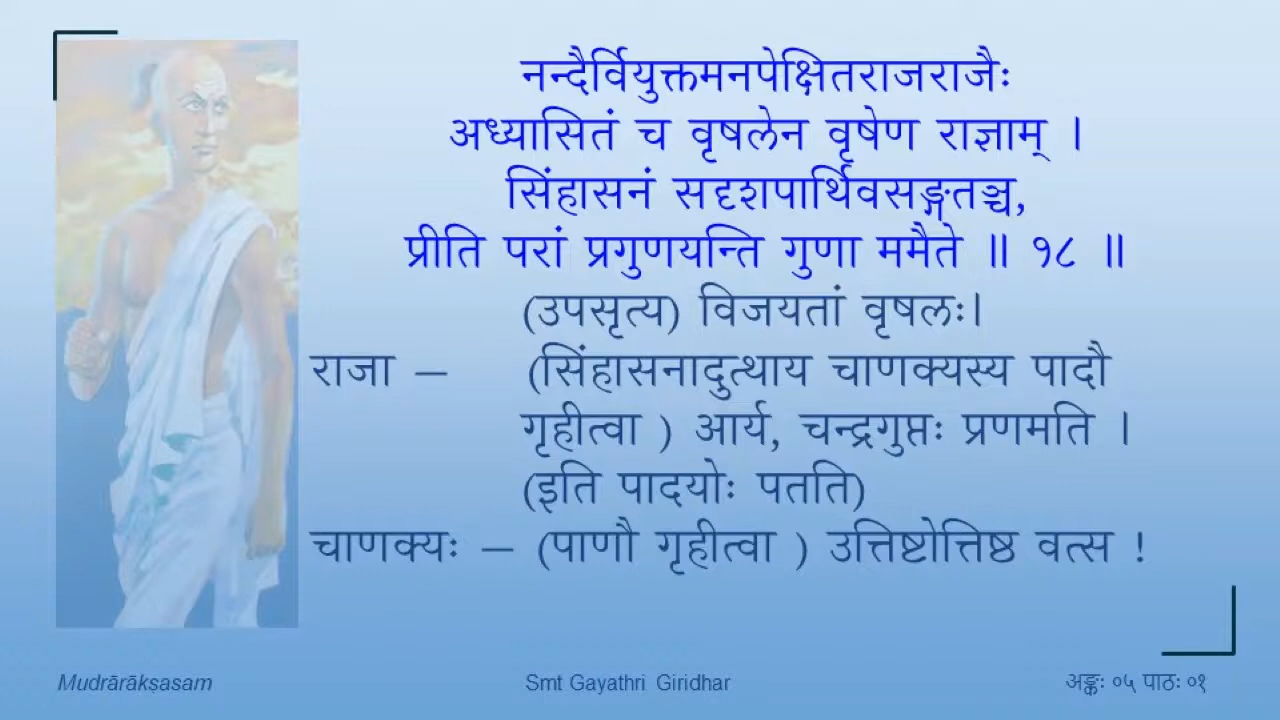 नन्दैर्वियुक्तमनपेक्षितराजराजैः
अध्यासितं च वृषलेन वृषेण राज्ञाम् ।
सिंहासनं सदृशपार्थिवसङ्गतञ्च,
प्रीति परां प्रगुणयन्ति गुणा ममैते ॥ १८ ॥
(उपसृत्य) विजयतां वृषलः।
राजा – (सिंहासनादुत्थाय चाणक्यस्य पादौ
गृहीत्वा ) आर्य, चन्द्रगुप्तः प्रणमति ।
(इति पादयोः पतति)
चाणक्यः – (पाणौ गृहीत्वा ) उत्तिष्टोत्तिष्ठ वत्स !
Mudrārākṣasam Smt Gayathri Giridhar अङ्कः ०५ पाठः ०१